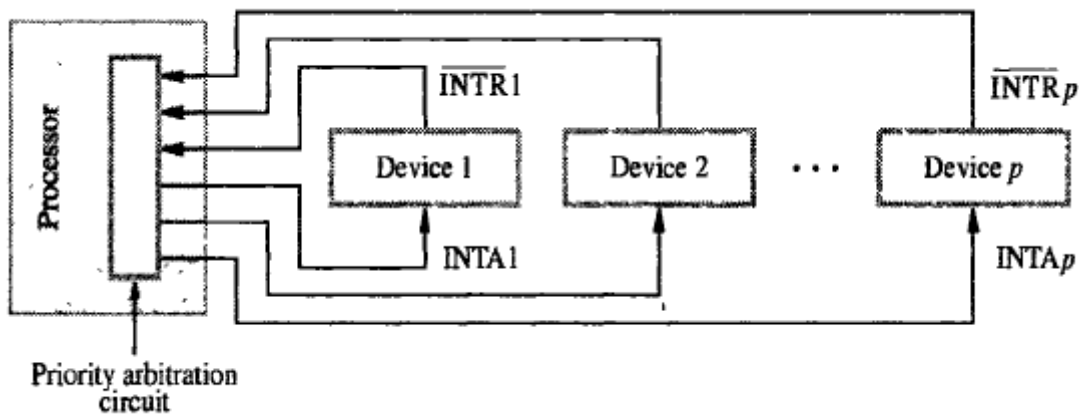 Processor
INTR1
INTRp
Device 1
Device 2
...
Device p
INTA1
INTAp
Priority arbitration
circuit